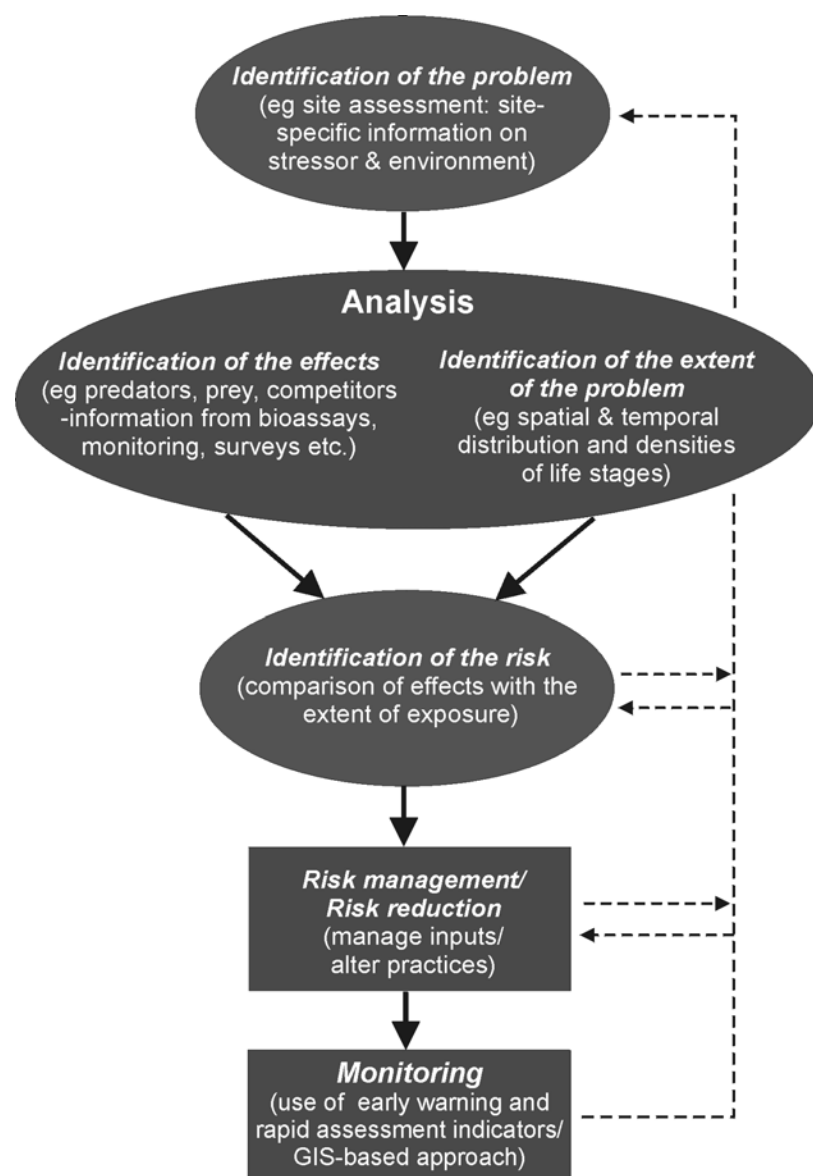 Identification of the problem
(eg site assessment: site-
specific information on
stressor & environment)
Analysis
Identification of the effects
(eg predators, prey, competitors
-information from bioassays,
monitoring, surveys etc.)
Identification of the extent
of the problem
(eg spatial & temporal
distribution and densities
of life stages)
Identification of the risk
(comparison of effects with the
extent of exposure)
Risk management/
Risk reduction
(manage inputs/
alter practices)
Monitoring
(use of early warning and
rapid assessment indicators/
GIS-based approach)